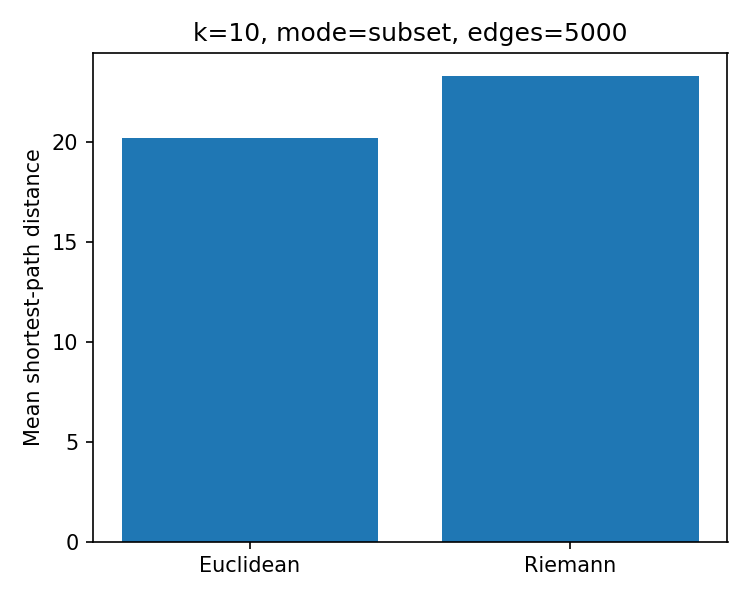 k=10, mode=subset, edges=5000
Mean shortest-path distance
20
15
10
5
0
Euclidean
Riemann